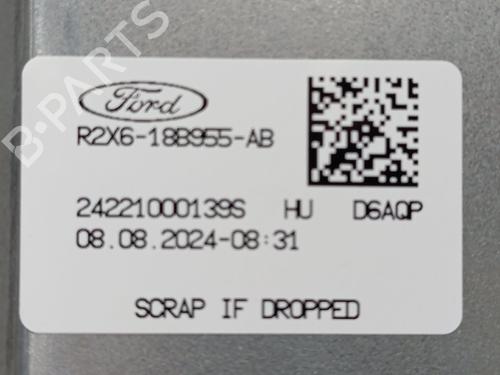 Ford
R2X6-18B955-AB
24221000139S HU D6AQP
08.08.2024-08:31
SCRAP IF DROPPED
B-PARTS